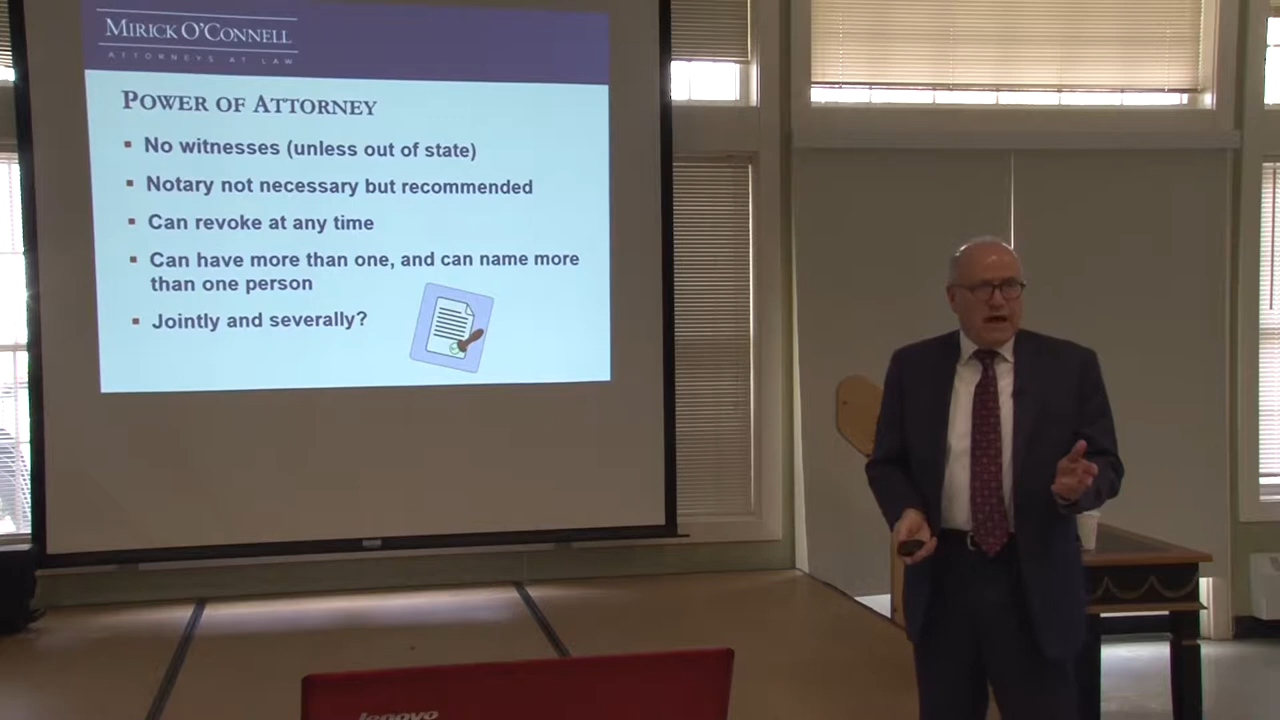 MIRICK O'CONNELL
ATTORNEYS AT LAW
POWER OF ATTORNEY
▪ No witnesses (unless out of state)
▪ Notary not necessary but recommended
▪ Can revoke at any time
▪ Can have more than one, and can name more
than one person
▪ Jointly and severally?
lenovo